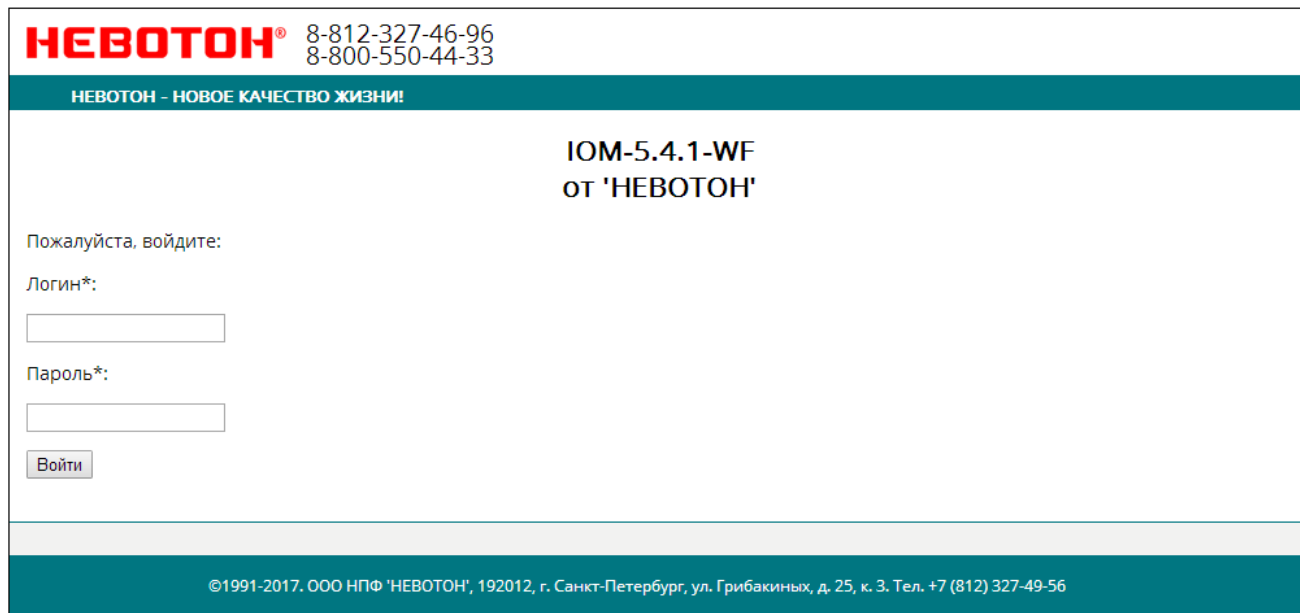 НЕВОТОН®
8-812-327-46-96
8-800-550-44-33
НЕВОТОН - НОВОЕ КАЧЕСТВО ЖИЗНИ!
IOM-5.4.1-WF
от 'НЕВОТОН'
Пожалуйста, войдите:
Логин*:
Пароль*:
Войти
©1991-2017. ООО НПФ 'НЕВОТОН', 192012, г. Санкт-Петербург, ул. Грибакиных, д. 25, к. 3. Тел. +7 (812) 327-49-56